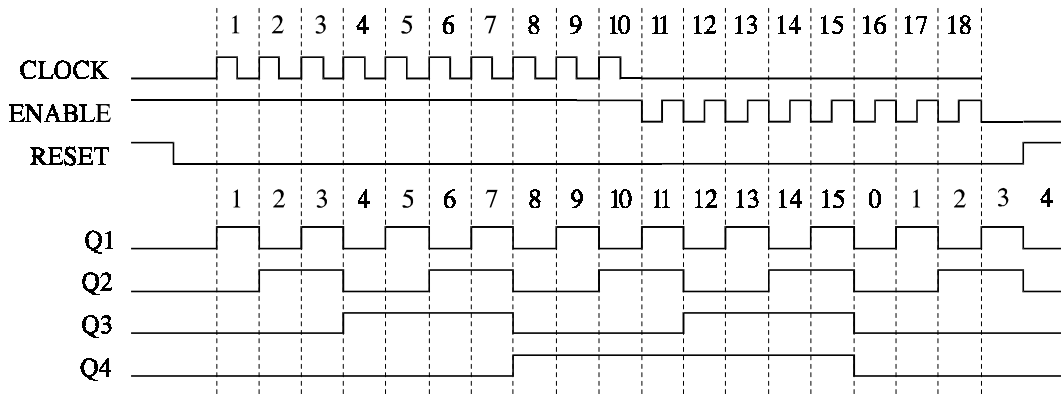 1 2 3 4 5 6 7 8 9 10 11 12 13 14 15 16 17 18
CLOCK
ENABLE
RESET
1 2 3 4 5 6 7 8 9 10 11 12 13 14 15 0 1 2 3 4
Q1
Q2
Q3
Q4